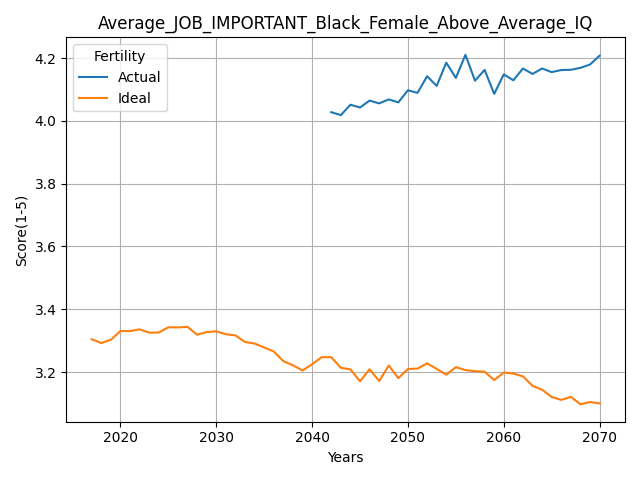 Average_JOB_IMPORTANT_Black_Female_Above_Average_IQ
Fertility
Actual
Ideal
Score(1-5)
4.2
4.0
3.8
3.6
3.4
3.2
2020 2030 2040 2050 2060 2070
Years